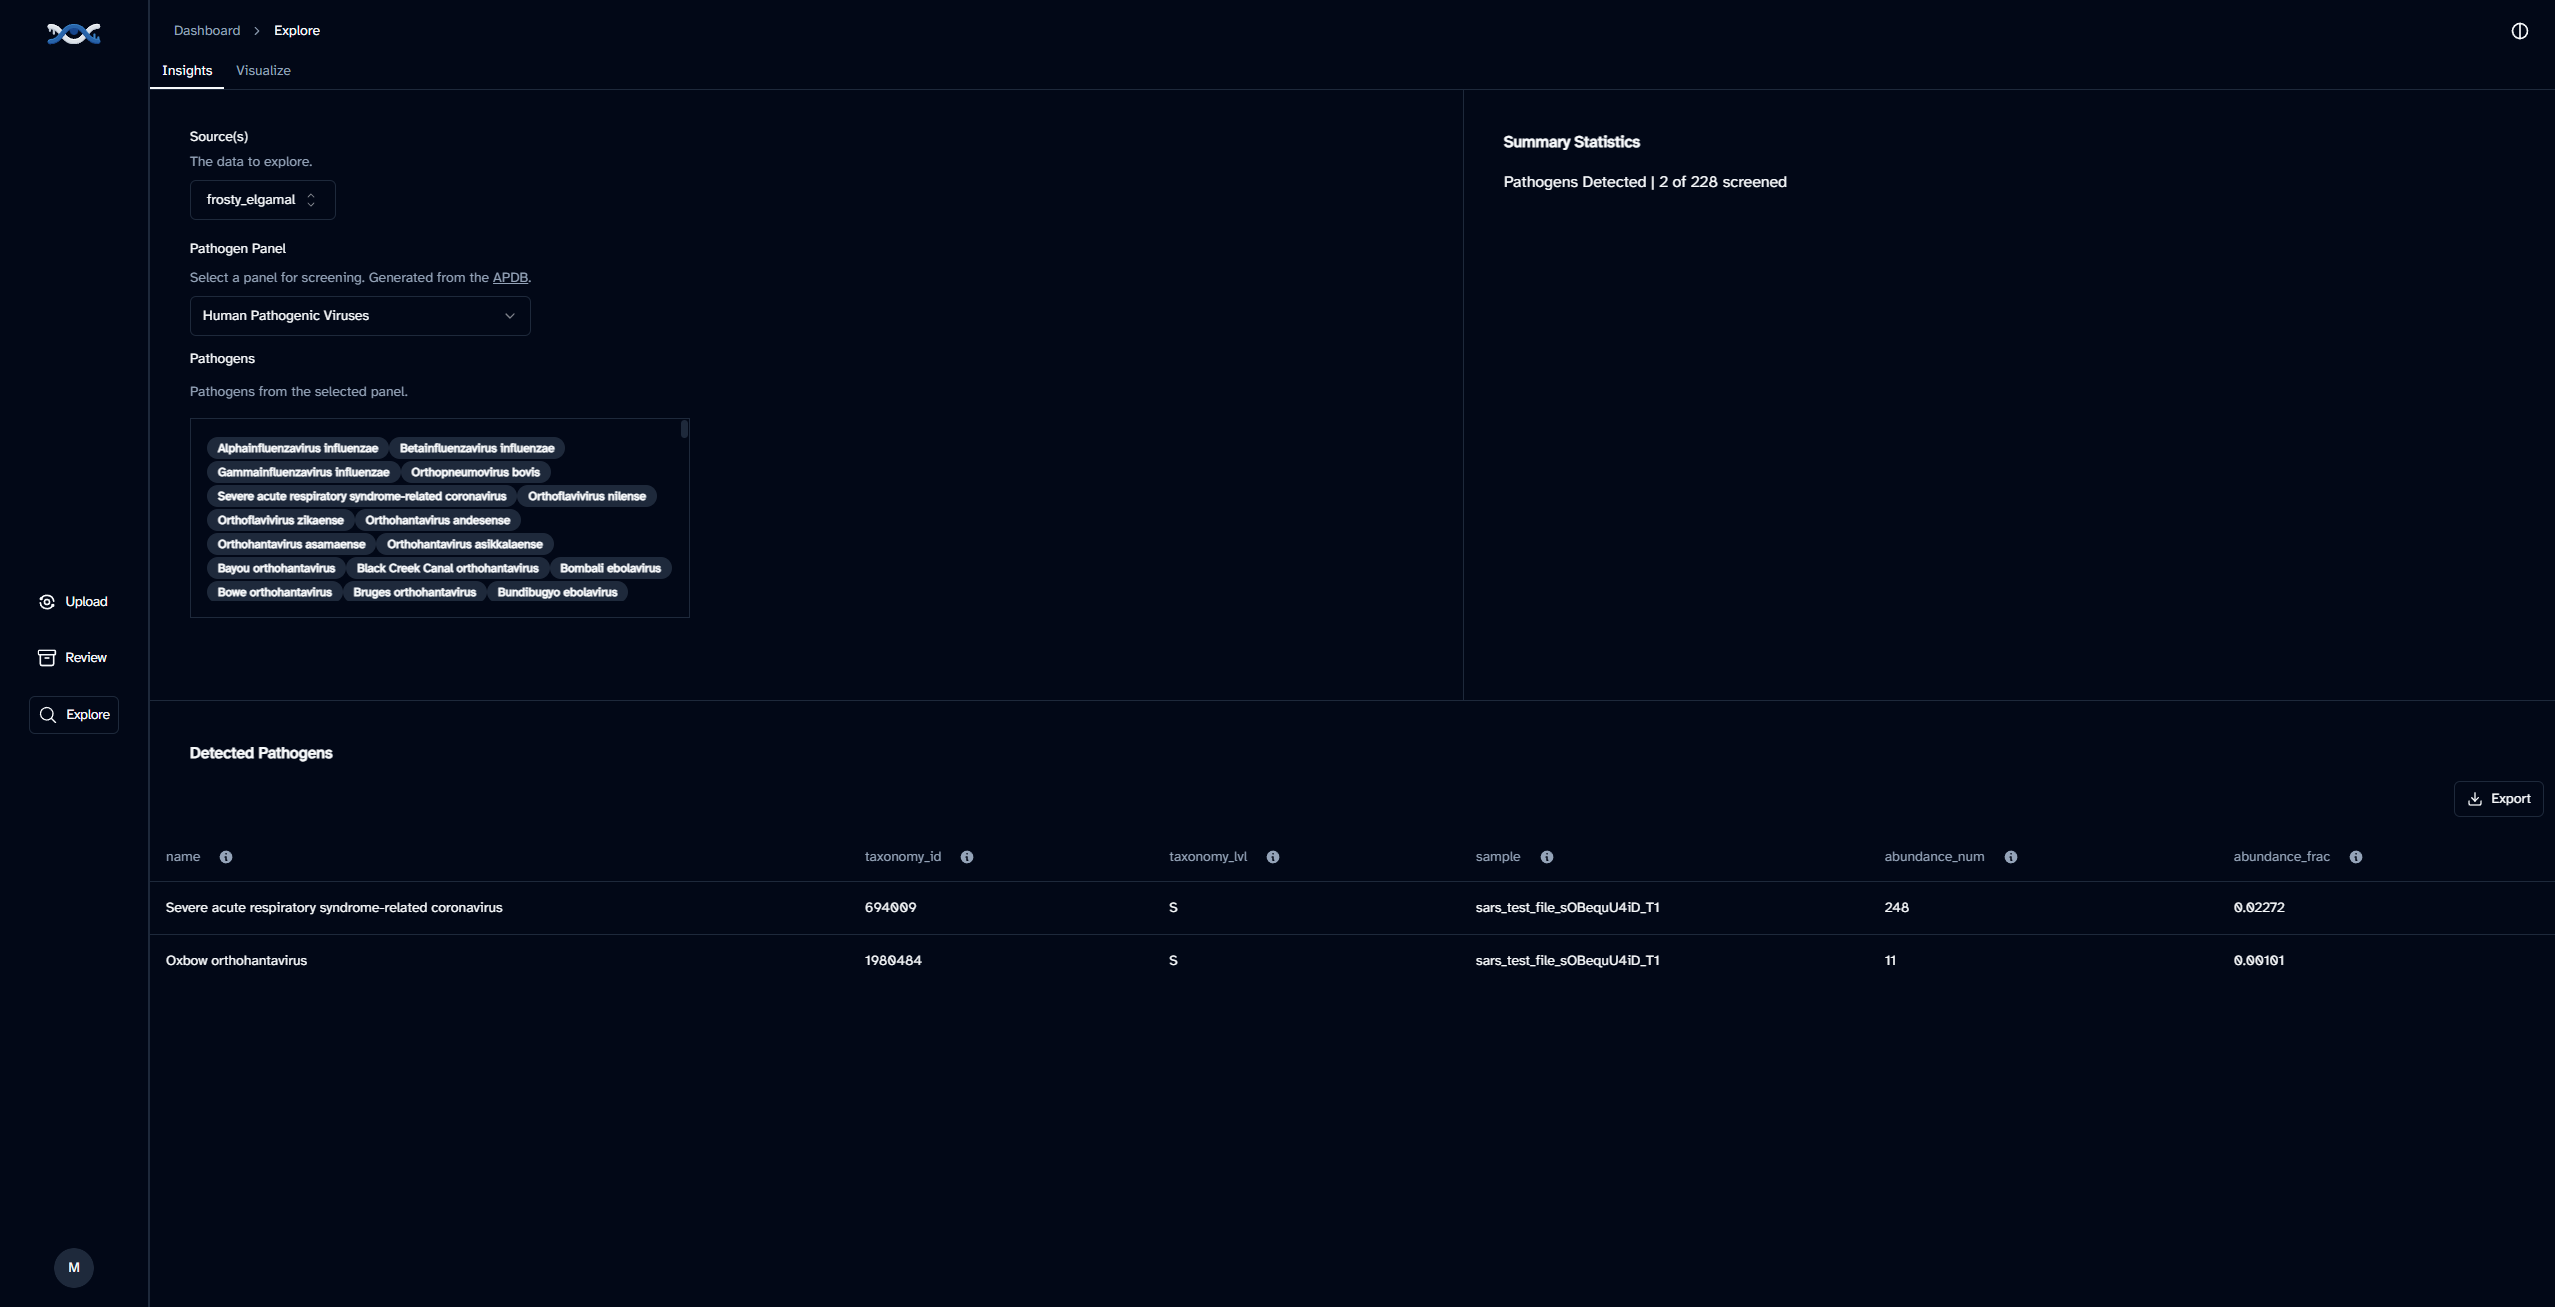 Dashboard > Explore
Insights Visualize
Source(s)
The data to explore.
frosty_elgamal
Pathogen Panel
Select a panel for screening. Generated from the APDB.
Human Pathogenic Viruses
Pathogens
Pathogens from the selected panel.
Alphainfluenzavirus influenzae Betainfluenzavirus influenzae
Gammainfluenzavirus influenzae Orthopneumovirus bovis
Severe acute respiratory syndrome-related coronavirus Orthoflavivirus nilense
Orthoflavivirus zikaense Orthohantavirus andesense
Orthohantavirus asamaense Orthohantavirus asikkalaense
Bayou orthohantavirus Black Creek Canal orthohantavirus Bombali ebolavirus
Bowe orthohantavirus Bruges orthohantavirus Bundibugyo ebolavirus
Summary Statistics
Pathogens Detected | 2 of 228 screened
Upload
Review
Explore
Detected Pathogens
Export
name taxonomy_id taxonomy_lvl sample abundance_num abundance_frac
Severe acute respiratory syndrome-related coronavirus 694009 S sars_test_file_sOBequU4iD_T1 248 0.02272
Oxbow orthohantavirus 1980484 S sars_test_file_sOBequU4iD_T1 11 0.00101
M